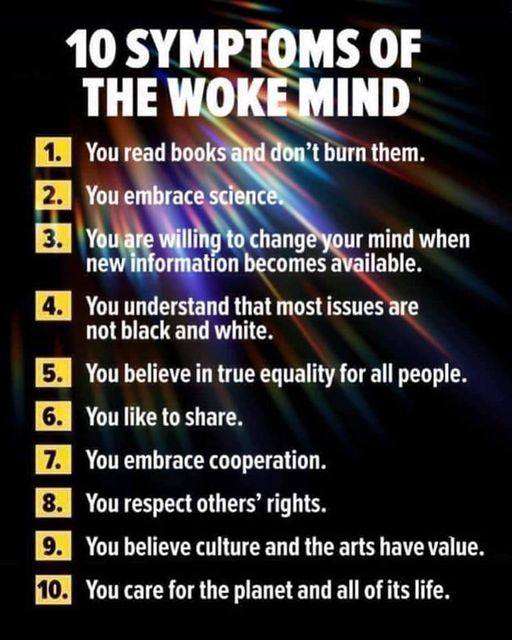 10 SYMPTOMS OF
THE WOKE MIND
1. You read books and don't burn them.
2. You embrace science.
3. You are willing to change your mind when
new information becomes available.
4. You understand that most issues are
not black and white.
5. You believe in true equality for all people.
6. You like to share.
7. You embrace cooperation.
8. You respect others' rights.
9. You believe culture and the arts have value.
10. You care for the planet and all of its life.